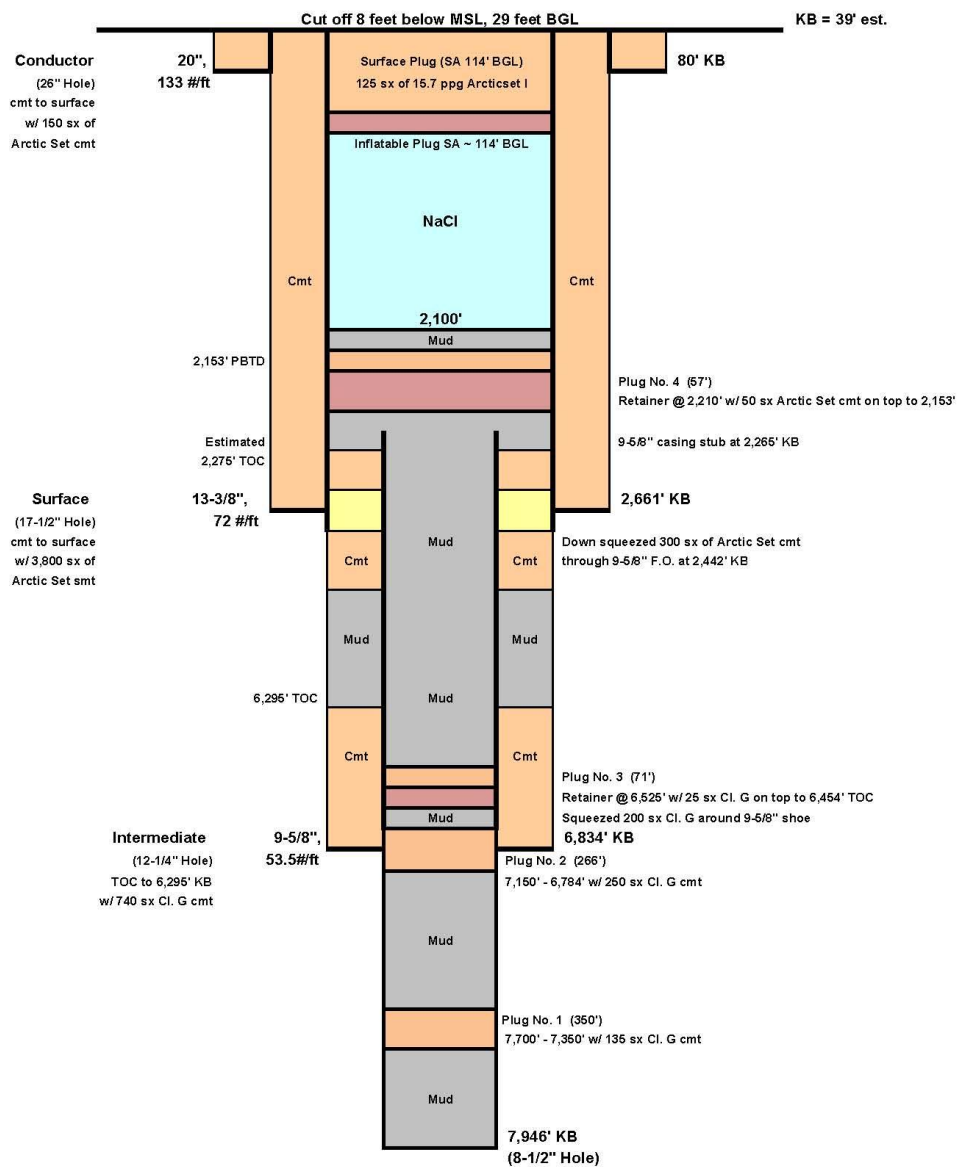 Cut off 8 feet below MSL, 29 feet BGL
KB = 39' est.
Conductor
(26" Hole)
cmt to surface
w/ 150 sx of
Arctic Set cmt
20",
133 #/ft
Surface Plug (SA 114' BGL)
125 sx of 15.7 ppg Arcticset I
80' KB
Inflatable Plug SA ~ 114' BGL
NaCl
Cmt
Cmt
2,100'
Mud
2,153' PBTD
Plug No. 4 (57')
Retainer @ 2,210' w/ 50 sx Arctic Set cmt on top to 2,153'
Estimated
2,275' TOC
9-5/8" casing stub at 2,265' KB
Surface
(17-1/2" Hole)
cmt to surface
w/ 3,800 sx of
Arctic Set smt
13-3/8",
72 #/ft
2,661' KB
Mud
Down squeezed 300 sx of Arctic Set cmt
through 9-5/8" F.O. at 2,442' KB
Cmt
Cmt
Mud
Mud
6,295' TOC
Mud
Cmt
Cmt
Plug No. 3 (71')
Retainer @ 6,525' w/ 25 sx Cl. G on top to 6,454' TOC
Mud
Squeezed 200 sx Cl. G around 9-5/8" shoe
Intermediate
(12-1/4" Hole)
TOC to 6,295' KB
w/ 740 sx Cl. G cmt
9-5/8",
53.5#/ft
6,834' KB
Plug No. 2 (266')
7,150' - 6,784' w/ 250 sx Cl. G cmt
Mud
Plug No. 1 (350')
7,700' - 7,350' w/ 135 sx Cl. G cmt
Mud
7,946' KB
(8-1/2" Hole)